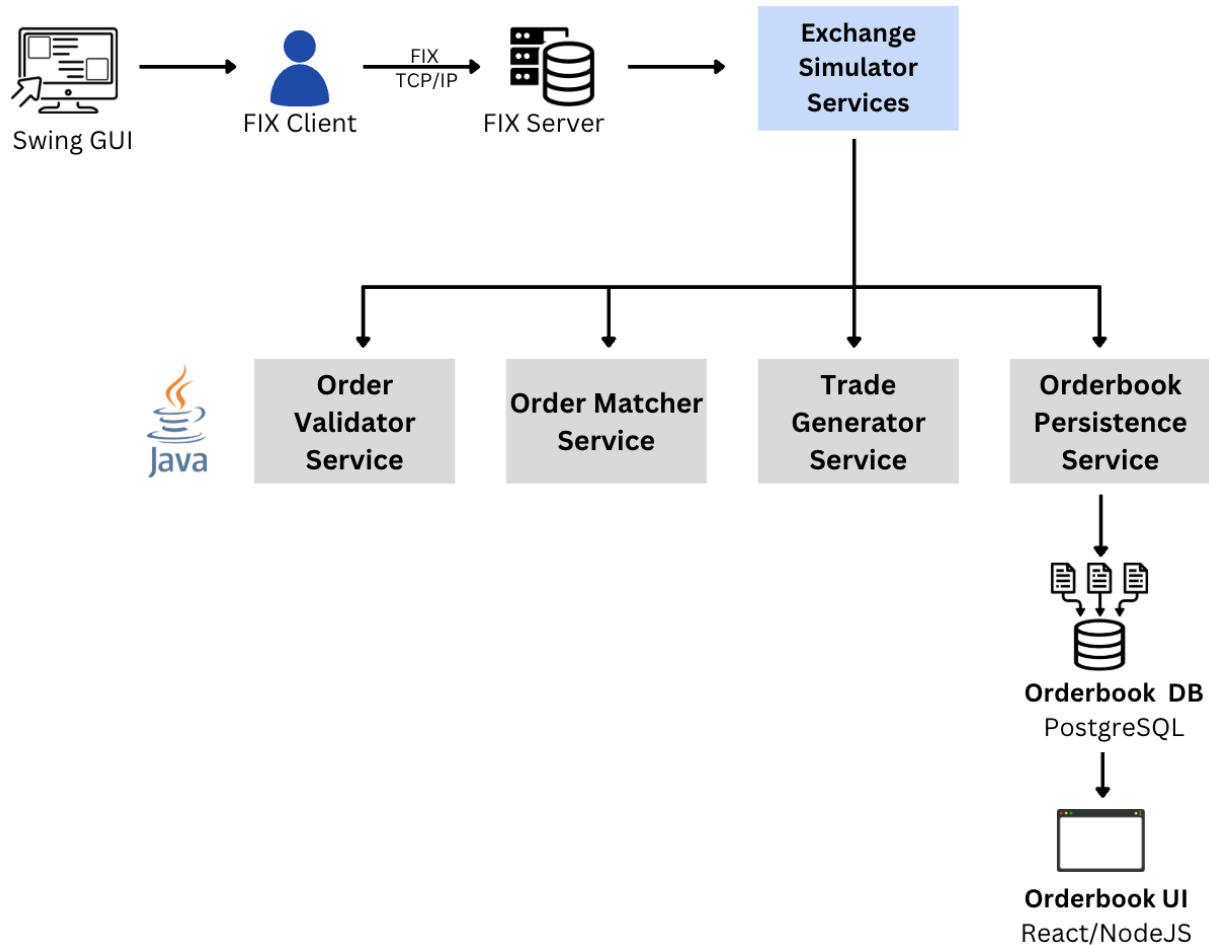 Exchange
Simulator
Services
FIX
TCP/IP
Swing GUI
FIX Client
FIX Server
Java
Order
Validator
Service
Order Matcher
Service
Trade
Generator
Service
Orderbook
Persistence
Service
Orderbook DB
PostgreSQL
Orderbook UI
React/NodeJS